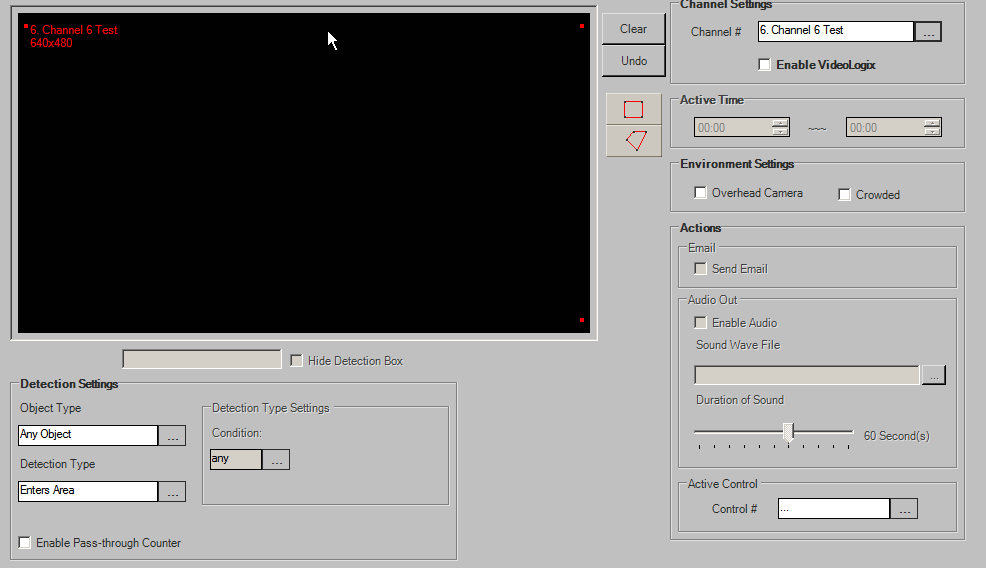 6. Channel 6 Test
640x480
Clear
Undo
Hide Detection Box
Detection Settings
Object Type
Any Object
...
Detection Type
Enters Area
...
Detection Type Settings
Condition:
any
...
Enable Pass-through Counter
Channel Settings
Channel #
6. Channel 6 Test
...
Enable VideoLogix
Active Time
00:00 ~~~ 00:00
Environment Settings
Overhead Camera
Crowded
Actions
Email
Send Email
Audio Out
Enable Audio
Sound Wave File
...
Duration of Sound
60 Second(s)
Active Control
Control #
...
...